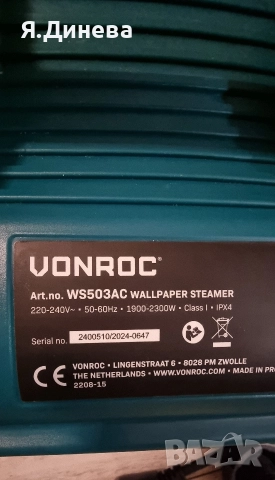 Я.Динева
VONROC®
Art.no. WS503AC WALLPAPER STEAMER
220-240V~ • 50-60Hz • 1900-2300W • Class I • IPX4
Serial no. 2400510/2024-0647
VONROC • LINGENSTRAAT 6 • 8028 PM ZWOLLE
THE NETHERLANDS • WWW.VONROC.COM • MADE IN
2208-15
BAZAR